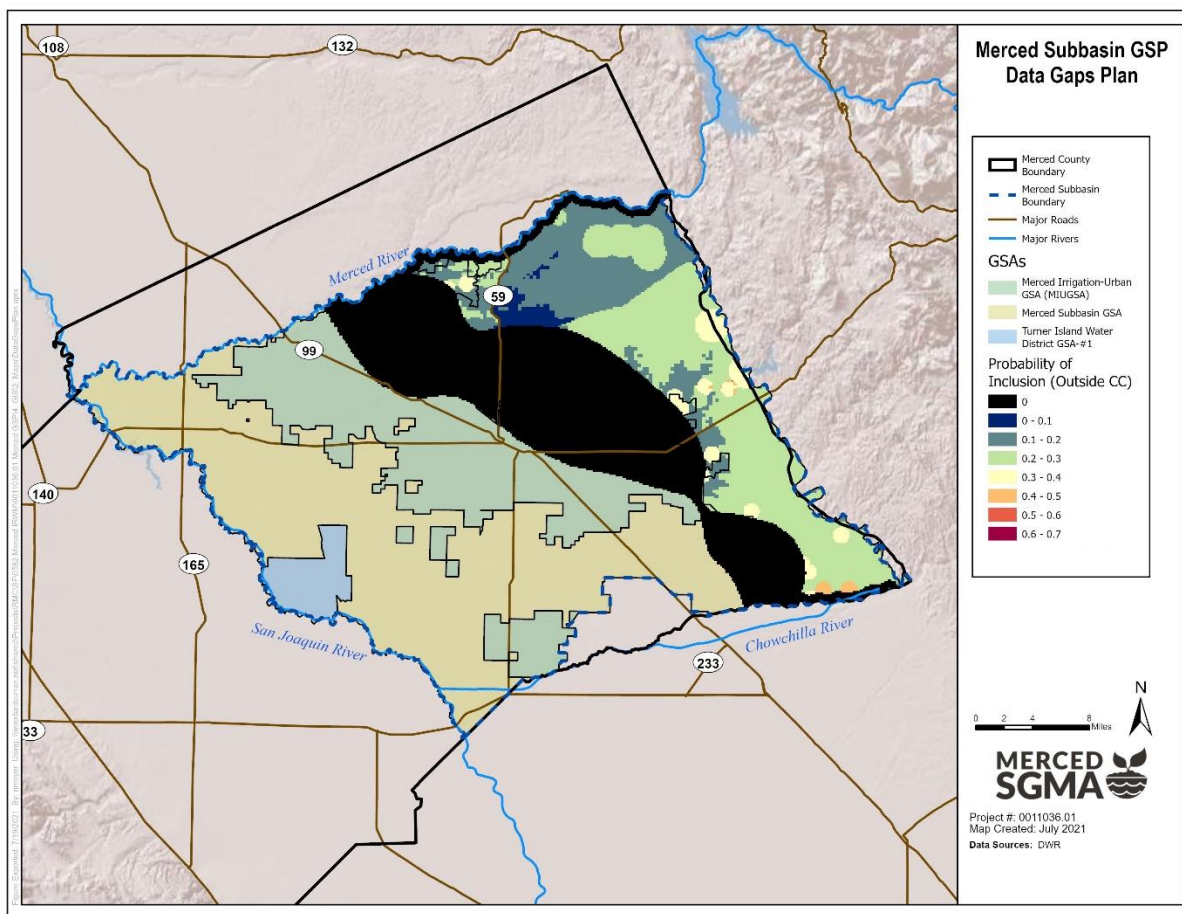 Merced Subbasin GSP
Data Gaps Plan
Merced County
Boundary
Merced Subbasin
Boundary
Major Roads
Major Rivers
GSAs
Merced Irrigation-Urban
GSA (MIUGSA)
Merced Subbasin GSA
Turner Island Water
District GSA-#1
Probability of
Inclusion (Outside CC)
0
0 - 0.1
0.1 - 0.2
0.2 - 0.3
0.3 - 0.4
0.4 - 0.5
0.5 - 0.6
0.6 - 0.7
N
0 2 4 8
Miles
MERCED
SGMA
Project #: 0011036.01
Map Created: July 2021
Data Sources: DWR
108
132
Merced River
59
99
140
165
San Joaquin River
Chowchilla River
233
33